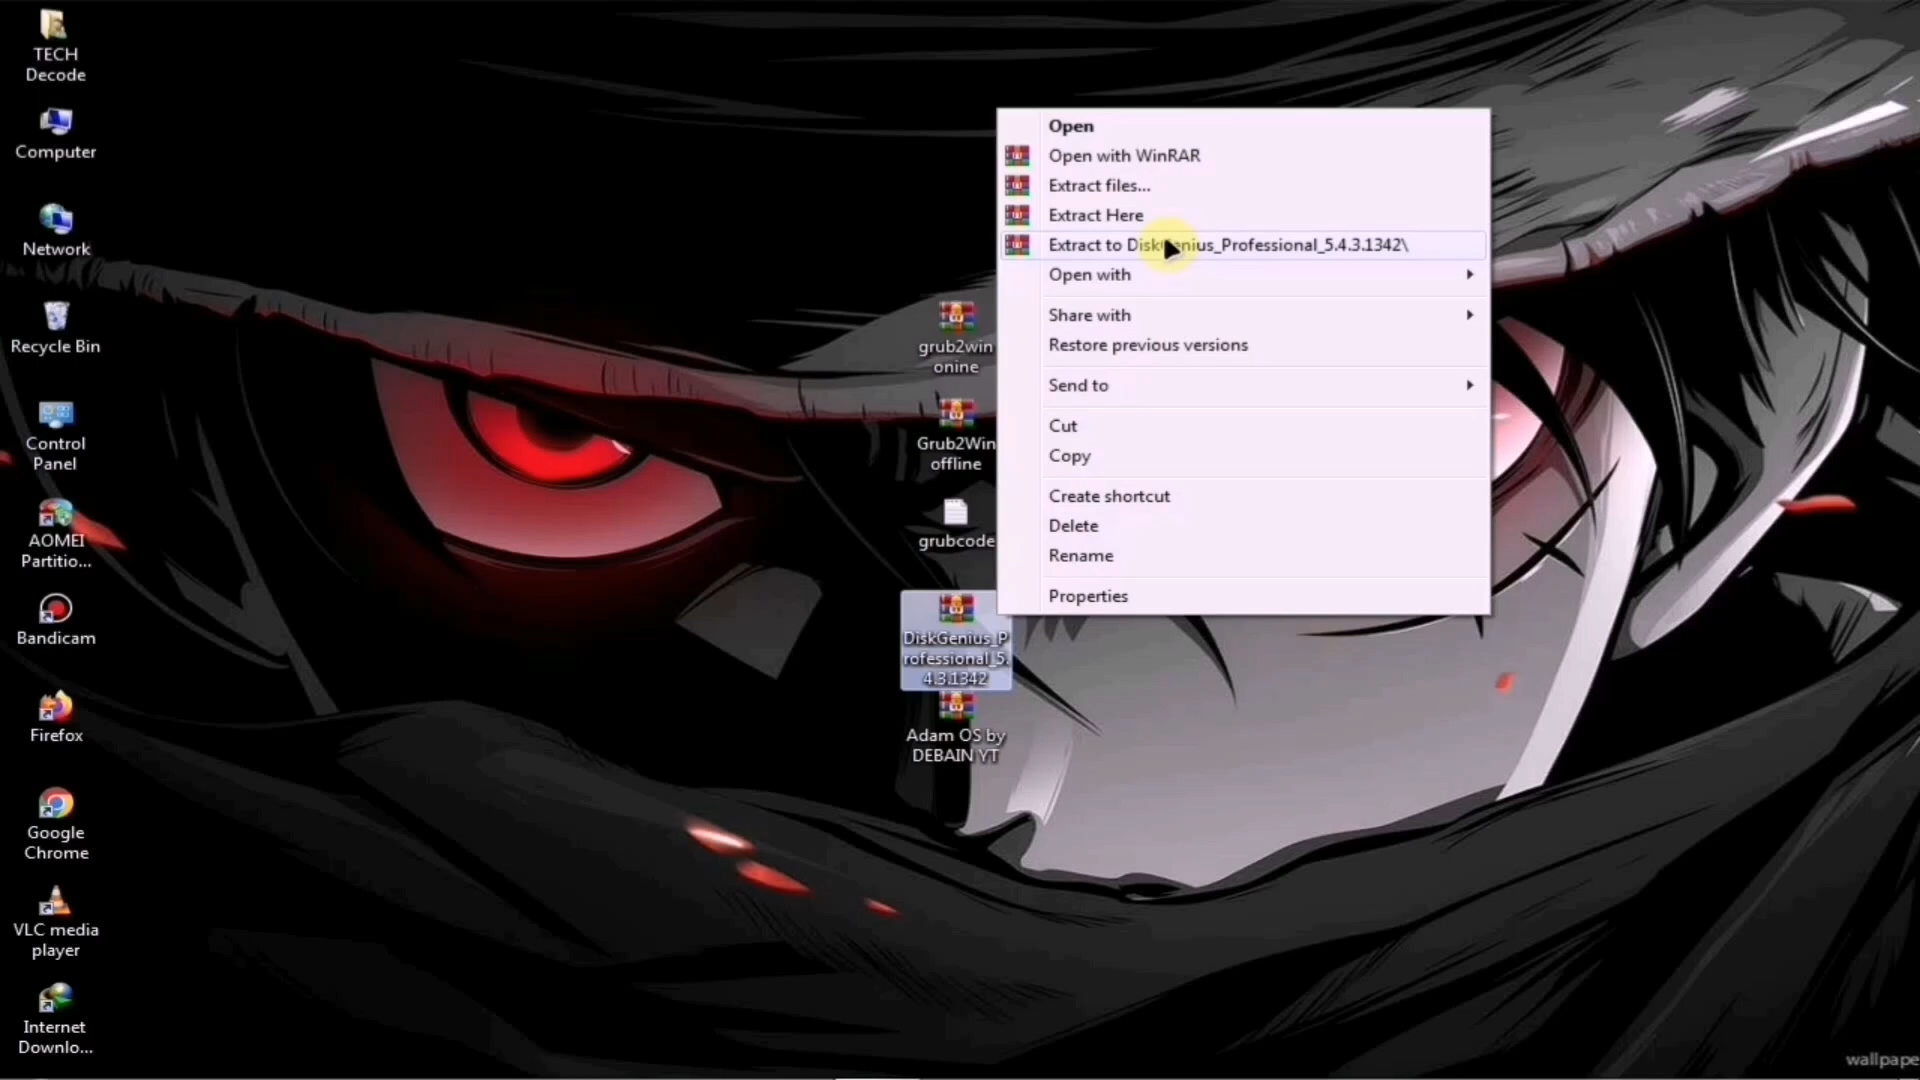 TECH
Decode
Computer
Network
Recycle Bin
Control
Panel
AOMEI
Partitio...
Bandicam
Firefox
Google
Chrome
VLC media
player
Internet
Downlo...
grub2win
onine
Grub2Win
offline
grubcode
DiskGenius_P
rofessional_5.
4.3.1342
Adam OS by
DEBAIN YT
Open
Open with WinRAR
Extract files...
Extract Here
Extract to DiskGenius_Professional_5.4.3.1342\
Open with
Share with
Restore previous versions
Send to
Cut
Copy
Create shortcut
Delete
Rename
Properties
wallpape